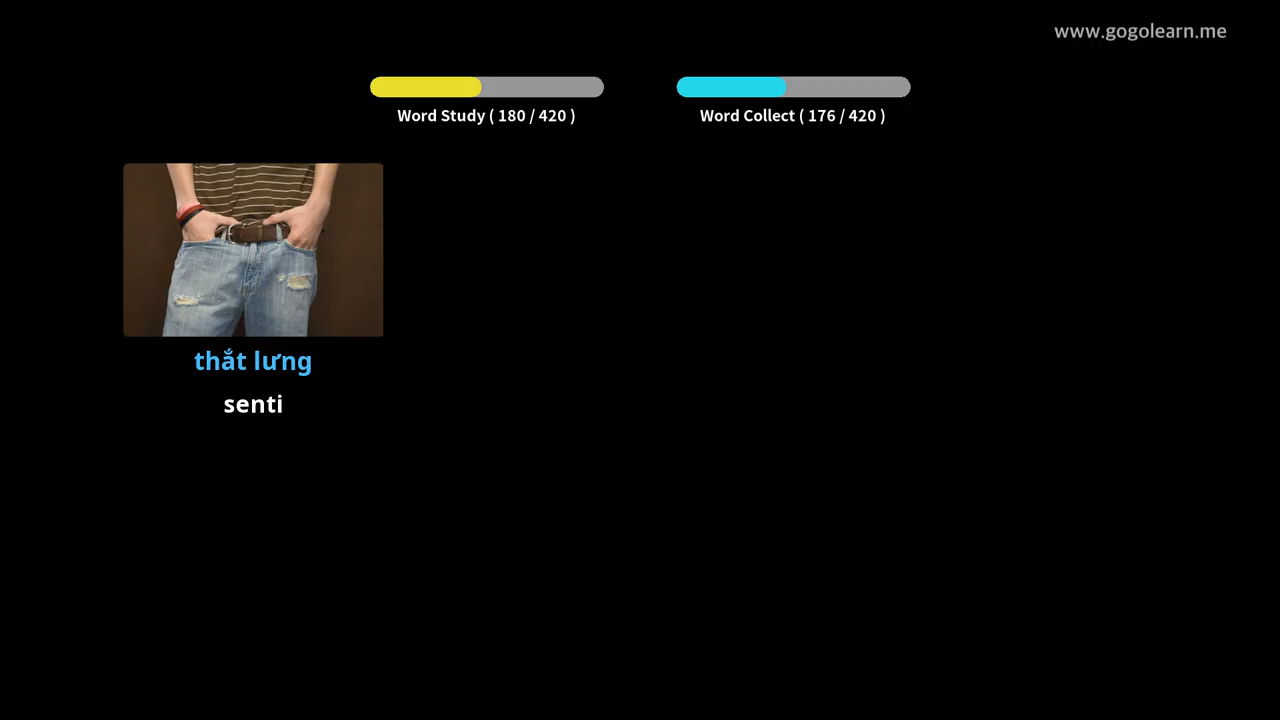 www.gogolearn.me
Word Study ( 180 / 420 )
Word Collect ( 176 / 420 )
thắt lưng
senti